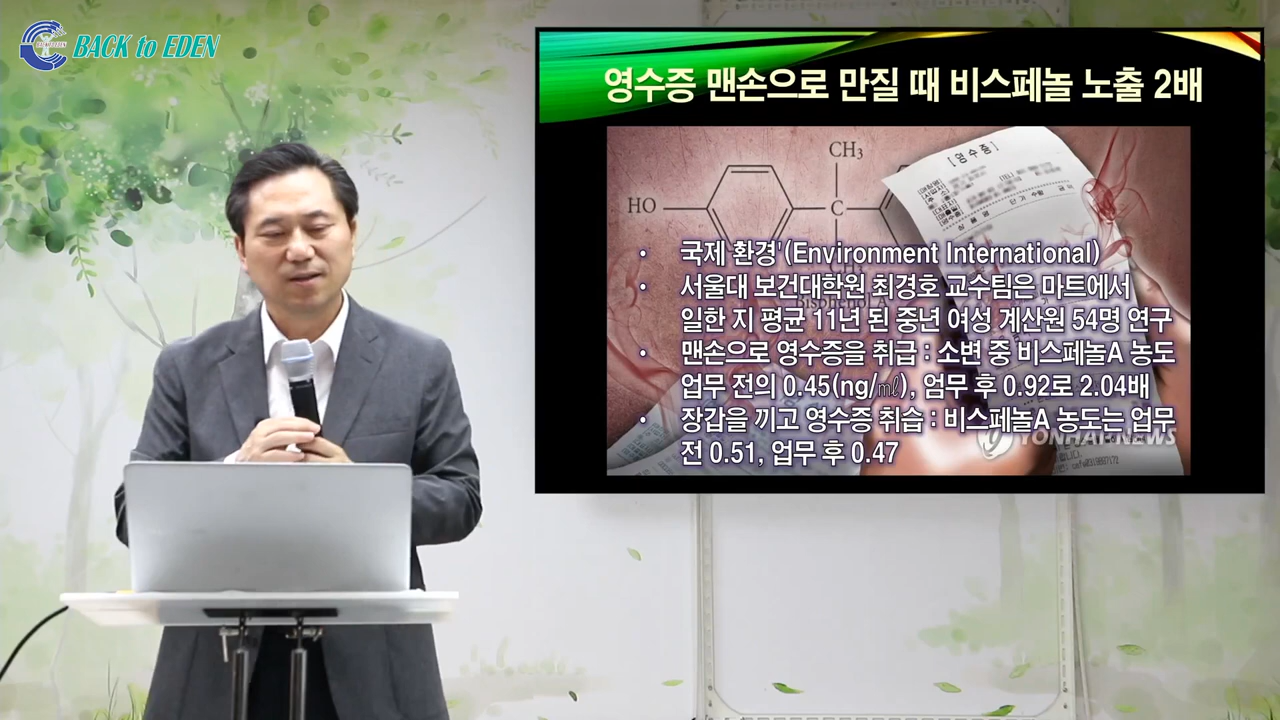 BACK to EDEN
영수증 맨손으로 만질 때 비스페놀 노출 2배
CH3
HO
C
[영수증]
• 국제 환경'(Environment International)
• 서울대 보건대학원 최경호 교수팀은 마트에서
일한 지 평균 11년 된 중년 여성 계산원 54명 연구
• 맨손으로 영수증을 취급 : 소변 중 비스페놀A 농도
업무 전의 0.45(ng/㎖), 엄무 후 0.92로 2.04배
• 장갑을 끼고 영수증 취습 : 비스페놀A 농도는 업무
전 0.51, 업무 후 0.47
YONHAP NEWS